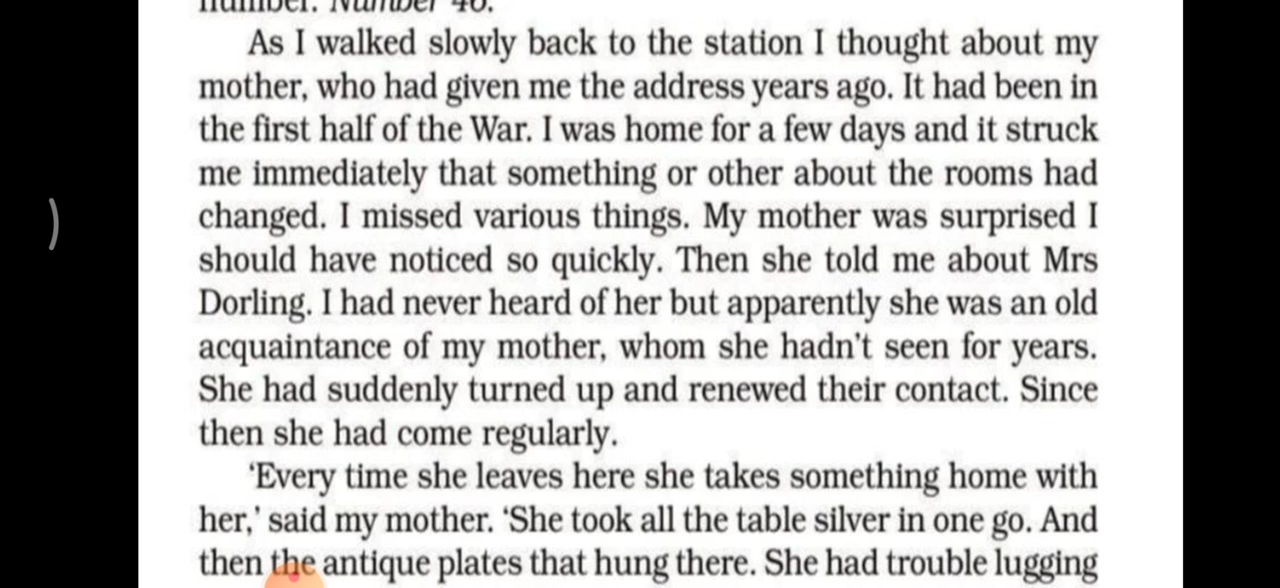 number. Number 46.
As I walked slowly back to the station I thought about my
mother, who had given me the address years ago. It had been in
the first half of the War. I was home for a few days and it struck
me immediately that something or other about the rooms had
changed. I missed various things. My mother was surprised I
should have noticed so quickly. Then she told me about Mrs
Dorling. I had never heard of her but apparently she was an old
acquaintance of my mother, whom she hadn’t seen for years.
She had suddenly turned up and renewed their contact. Since
then she had come regularly.
‘Every time she leaves here she takes something home with
her,’ said my mother. ‘She took all the table silver in one go. And
then the antique plates that hung there. She had trouble lugging